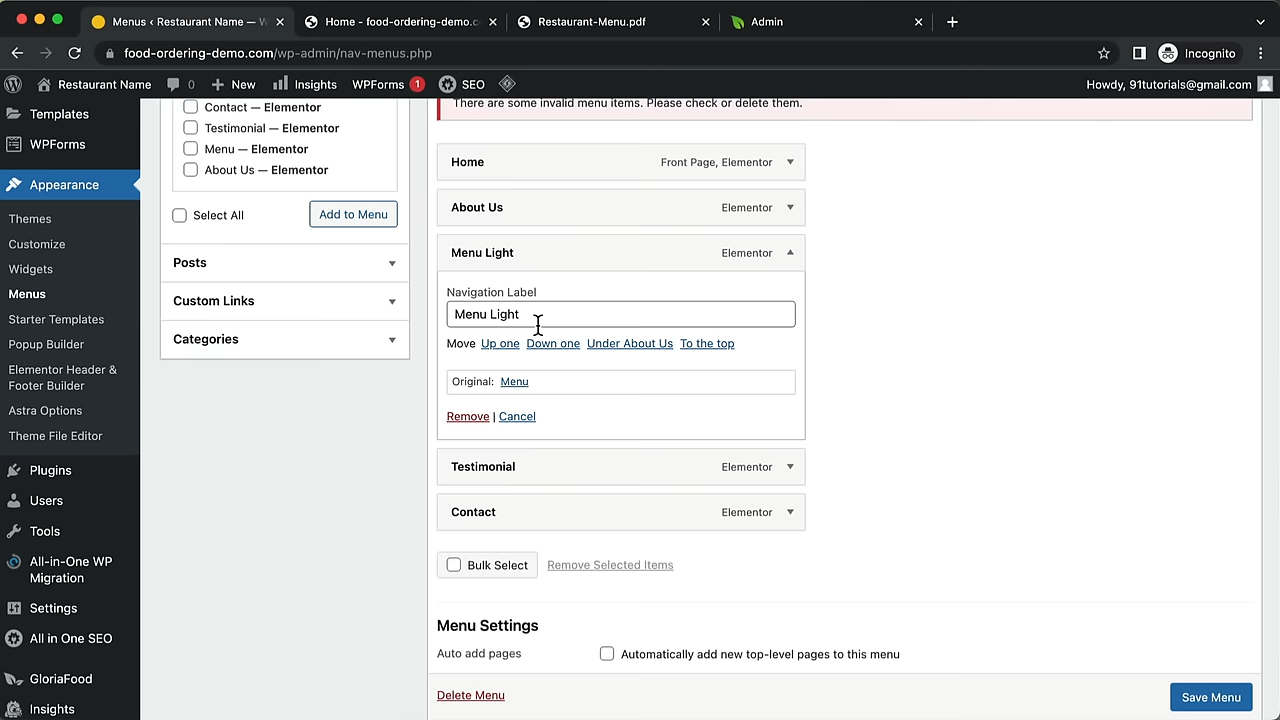 Menus ‹ Restaurant Name — W
Home - food-ordering-demo.c
Restaurant-Menu.pdf
Admin
food-ordering-demo.com/wp-admin/nav-menus.php
Incognito
Restaurant Name
0
New
Insights
WPForms 1
SEO
Howdy, 91tutorials@gmail.com
Templates
WPForms
Appearance
Themes
Customize
Widgets
Menus
Starter Templates
Popup Builder
Elementor Header &
Footer Builder
Astra Options
Theme File Editor
Plugins
Users
Tools
All-in-One WP
Migration
Settings
All in One SEO
GloriaFood
Insights
Contact — Elementor
Testimonial — Elementor
Menu — Elementor
About Us — Elementor
Select All
Add to Menu
Posts
Custom Links
Categories
There are some invalid menu items. Please check or delete them.
Home Front Page, Elementor
About Us Elementor
Menu Light Elementor
Navigation Label
Menu Light
Move Up one Down one Under About Us To the top
Original: Menu
Remove | Cancel
Testimonial Elementor
Contact Elementor
Bulk Select Remove Selected Items
Menu Settings
Auto add pages Automatically add new top-level pages to this menu
Delete Menu
Save Menu